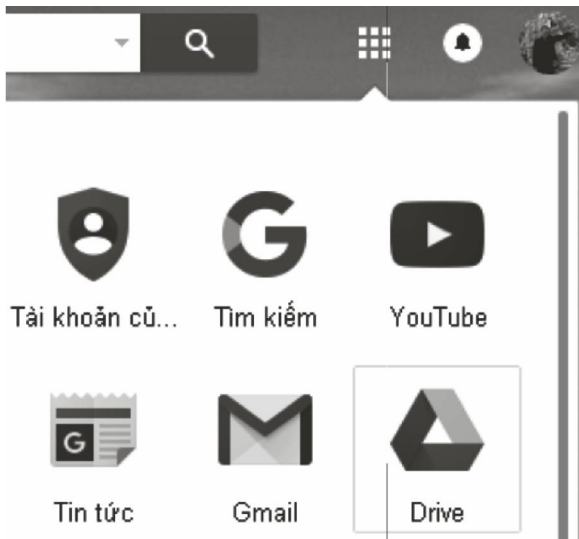 Tài khoản củ...
Tìm kiếm
YouTube
G
Tin tức
Gmail
Drive